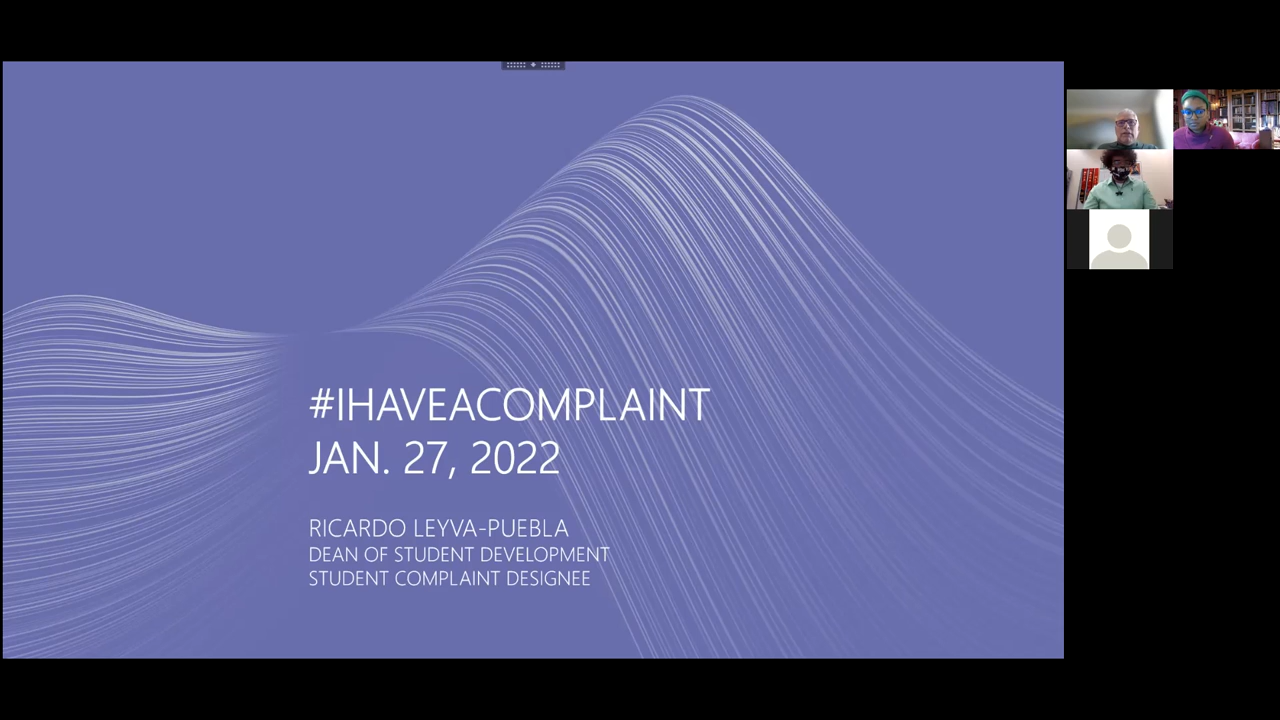 #IHAVEACOMPLAINT
JAN. 27, 2022
RICARDO LEYVA-PUEBLA
DEAN OF STUDENT DEVELOPMENT
STUDENT COMPLAINT DESIGNEE